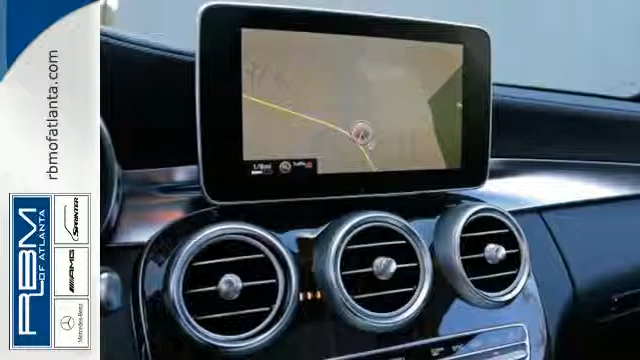 rbmofatlanta.com
RBM
OF ATLANTA
SPRINTER
AMG
Mercedes-Benz